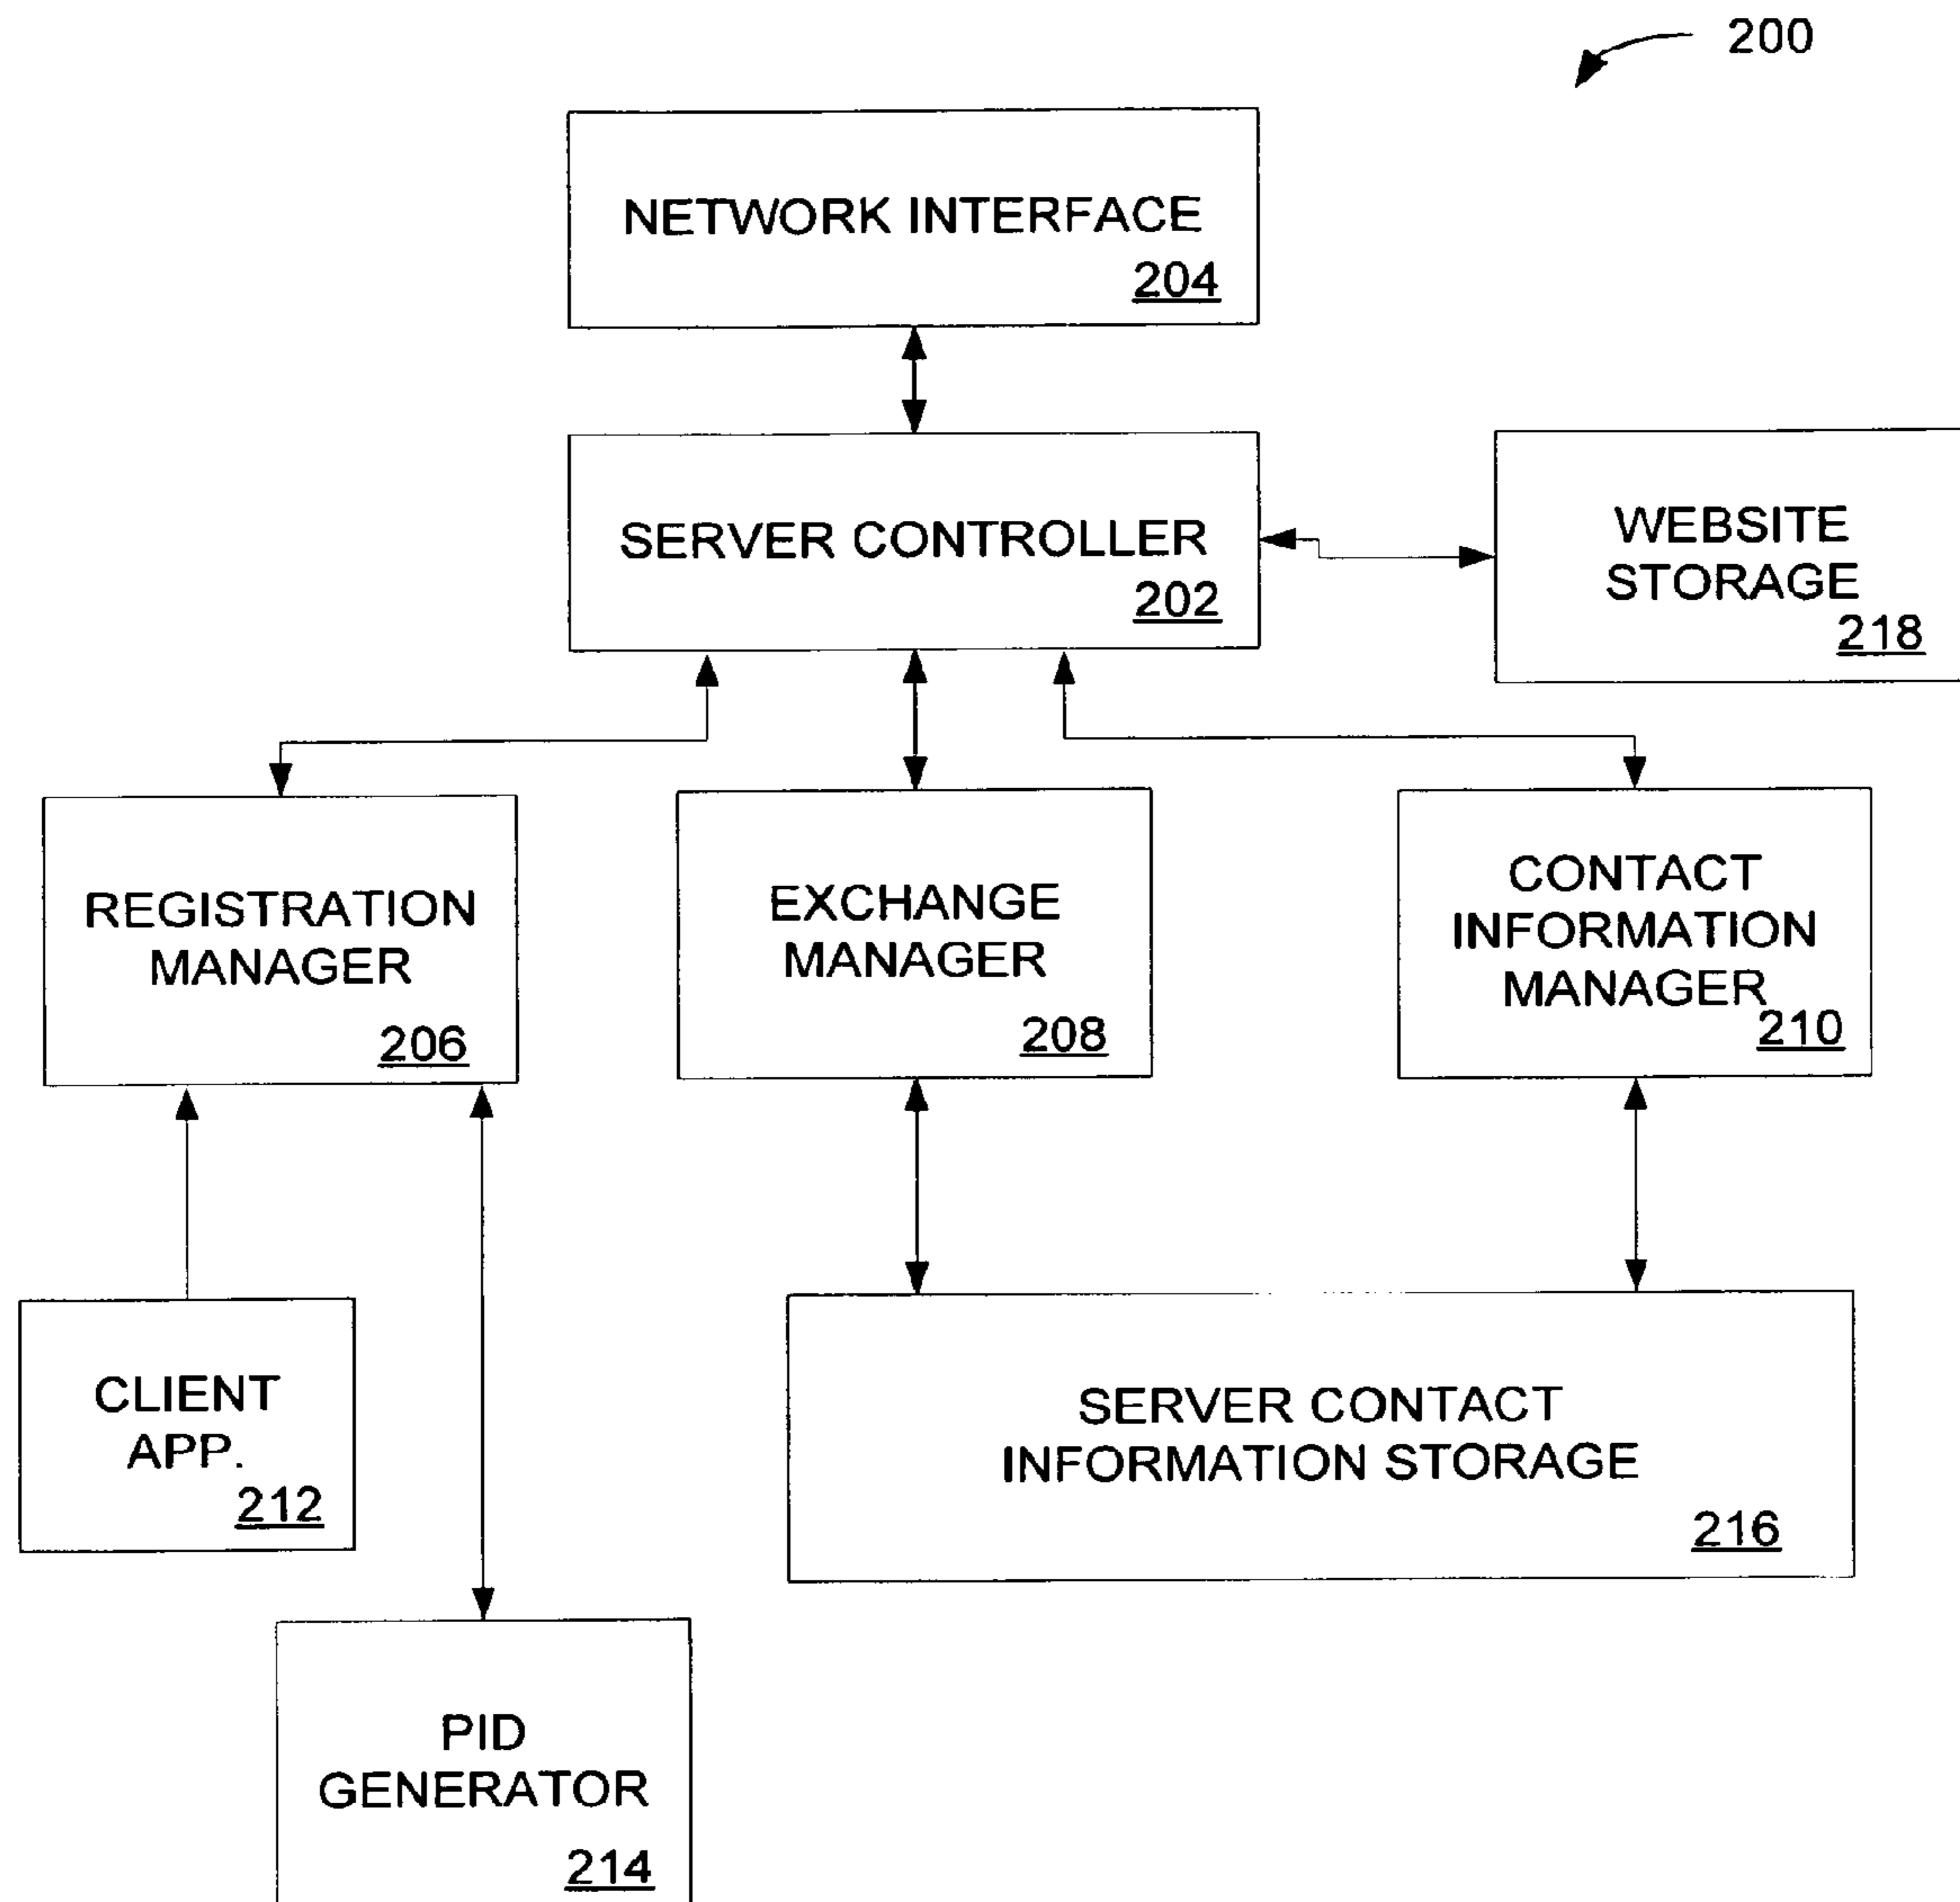 200
NETWORK INTERFACE
204
SERVER CONTROLLER
202
WEBSITE
STORAGE
218
REGISTRATION
MANAGER
206
EXCHANGE
MANAGER
208
CONTACT
INFORMATION
MANAGER
210
CLIENT
APP.
212
SERVER CONTACT
INFORMATION STORAGE
216
PID
GENERATOR
214